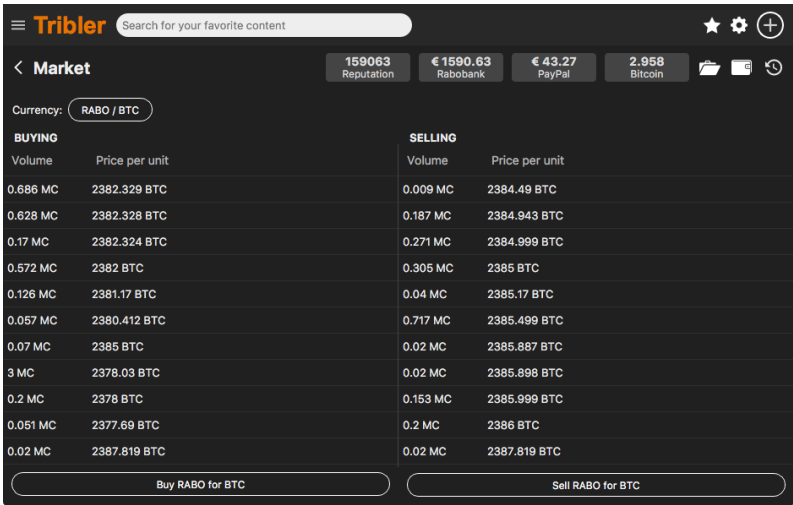 Tribler Search for your favorite content
Market 159063 Reputation € 1590.63 Rabobank € 43.27 PayPal 2.958 Bitcoin
Currency: RABO / BTC
BUYING SELLING
Volume Price per unit Volume Price per unit
0.686 MC 2382.329 BTC 0.009 MC 2384.49 BTC
0.628 MC 2382.328 BTC 0.187 MC 2384.943 BTC
0.17 MC 2382.324 BTC 0.271 MC 2384.999 BTC
0.572 MC 2382 BTC 0.305 MC 2385 BTC
0.126 MC 2381.17 BTC 0.04 MC 2385.17 BTC
0.057 MC 2380.412 BTC 0.717 MC 2385.499 BTC
0.07 MC 2385 BTC 0.02 MC 2385.887 BTC
3 MC 2378.03 BTC 0.02 MC 2385.898 BTC
0.2 MC 2378 BTC 0.153 MC 2385.999 BTC
0.051 MC 2377.69 BTC 0.2 MC 2386 BTC
0.02 MC 2387.819 BTC 0.02 MC 2387.819 BTC
Buy RABO for BTC Sell RABO for BTC